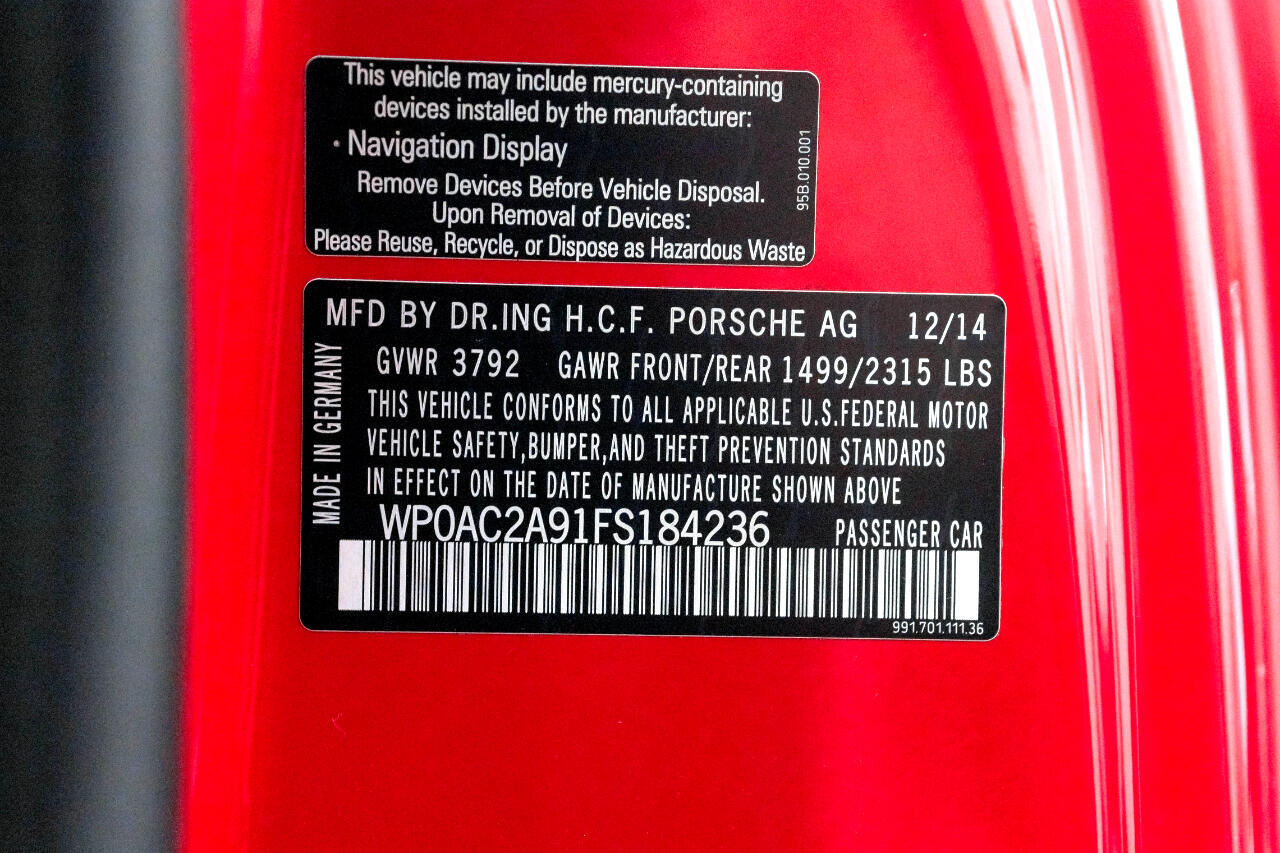 This vehicle may include mercury-containing
devices installed by the manufacturer:
· Navigation Display
Remove Devices Before Vehicle Disposal.
Upon Removal of Devices:
Please Reuse, Recycle, or Dispose as Hazardous Waste
95B.010.001
MFD BY DR.ING H.C.F. PORSCHE AG 12/14
GVWR 3792 GAWR FRONT/REAR 1499/2315 LBS
THIS VEHICLE CONFORMS TO ALL APPLICABLE U.S.FEDERAL MOTOR
VEHICLE SAFETY,BUMPER,AND THEFT PREVENTION STANDARDS
IN EFFECT ON THE DATE OF MANUFACTURE SHOWN ABOVE
WP0AC2A91FS184236 PASSENGER CAR
991.701.111.36
MADE IN GERMANY